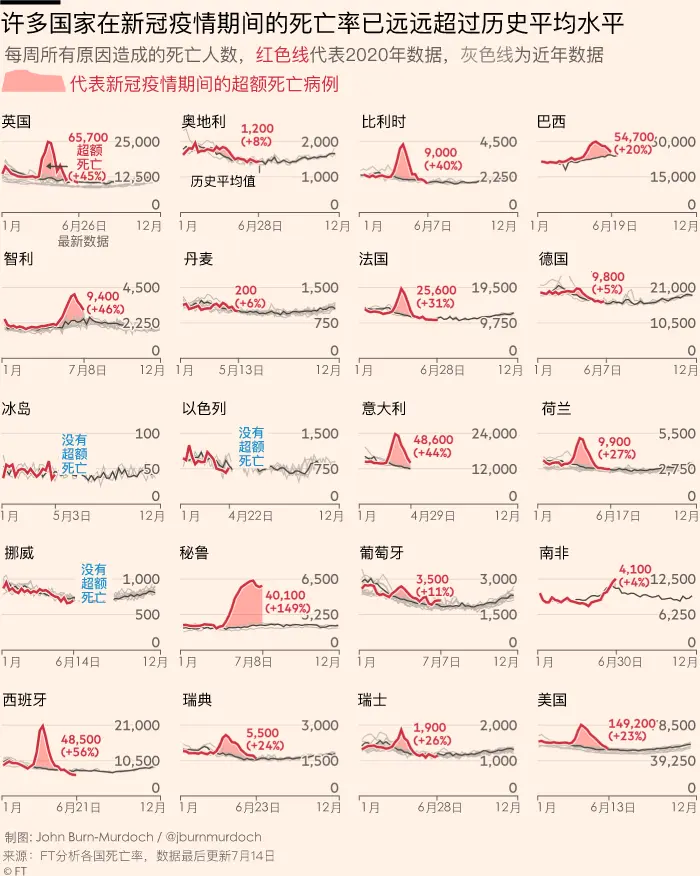 许多国家在新冠疫情期间的死亡率已远远超过历史平均水平
每周所有原因造成的死亡人数，红色线代表2020年数据，灰色线为近年数据
代表新冠疫情期间的超额死亡病例
英国
65,700
超额
死亡
(+45%)
25,000
12,500
0
1月
6月26日
12月
最新数据
奥地利
1,200
(+8%)
2,000
1,000
0
历史平均值
1月
6月28日
12月
比利时
9,000
(+40%)
4,500
2,250
0
1月
6月7日
12月
巴西
54,700
(+20%)
15,000
0
1月
6月19日
12月
智利
9,400
(+46%)
4,500
2,250
0
1月
7月8日
12月
丹麦
200
(+6%)
1,500
750
0
1月
5月13日
12月
法国
25,600
(+31%)
19,500
9,750
0
1月
6月28日
12月
德国
9,800
(+5%)
21,000
10,500
0
1月
6月7日
12月
冰岛
没有
超额
死亡
100
50
0
1月
5月3日
12月
以色列
没有
超额
死亡
1,500
750
0
1月
4月22日
12月
意大利
48,600
(+44%)
24,000
12,000
0
1月
4月29日
12月
荷兰
9,900
(+27%)
5,500
2,750
0
1月
6月17日
12月
挪威
没有
超额
死亡
1,000
500
0
1月
6月14日
12月
秘鲁
40,100
(+149%)
6,500
3,250
0
1月
7月8日
12月
葡萄牙
3,500
(+11%)
3,000
1,500
0
1月
7月7日
12月
南非
4,100
(+4%)
12,500
6,250
0
1月
6月30日
12月
西班牙
48,500
(+56%)
21,000
10,500
0
1月
6月21日
12月
瑞典
5,500
(+24%)
3,000
1,500
0
1月
6月23日
12月
瑞士
1,900
(+26%)
2,000
1,000
0
1月
6月28日
12月
美国
149,200
(+23%)
39,250
0
1月
6月13日
12月
制图: John Burn-Murdoch / @jburnmurdoch
来源：FT分析各国死亡率，数据最后更新7月14日
© FT